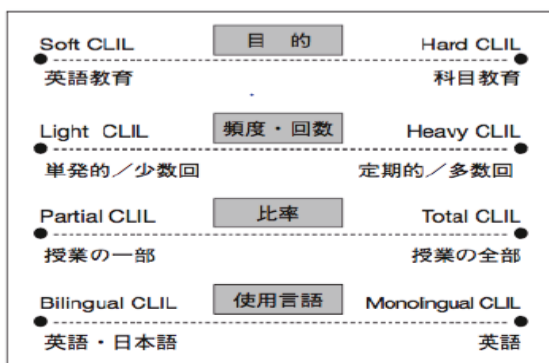 Soft CLIL 目 的 Hard CLIL
英語教育 科目教育
Light CLIL 頻度・回数 Heavy CLIL
単発的／少数回 定期的／多数回
Partial CLIL 比率 Total CLIL
授業の一部 授業の全部
Bilingual CLIL 使用言語 Monolingual CLIL
英語・日本語 英語